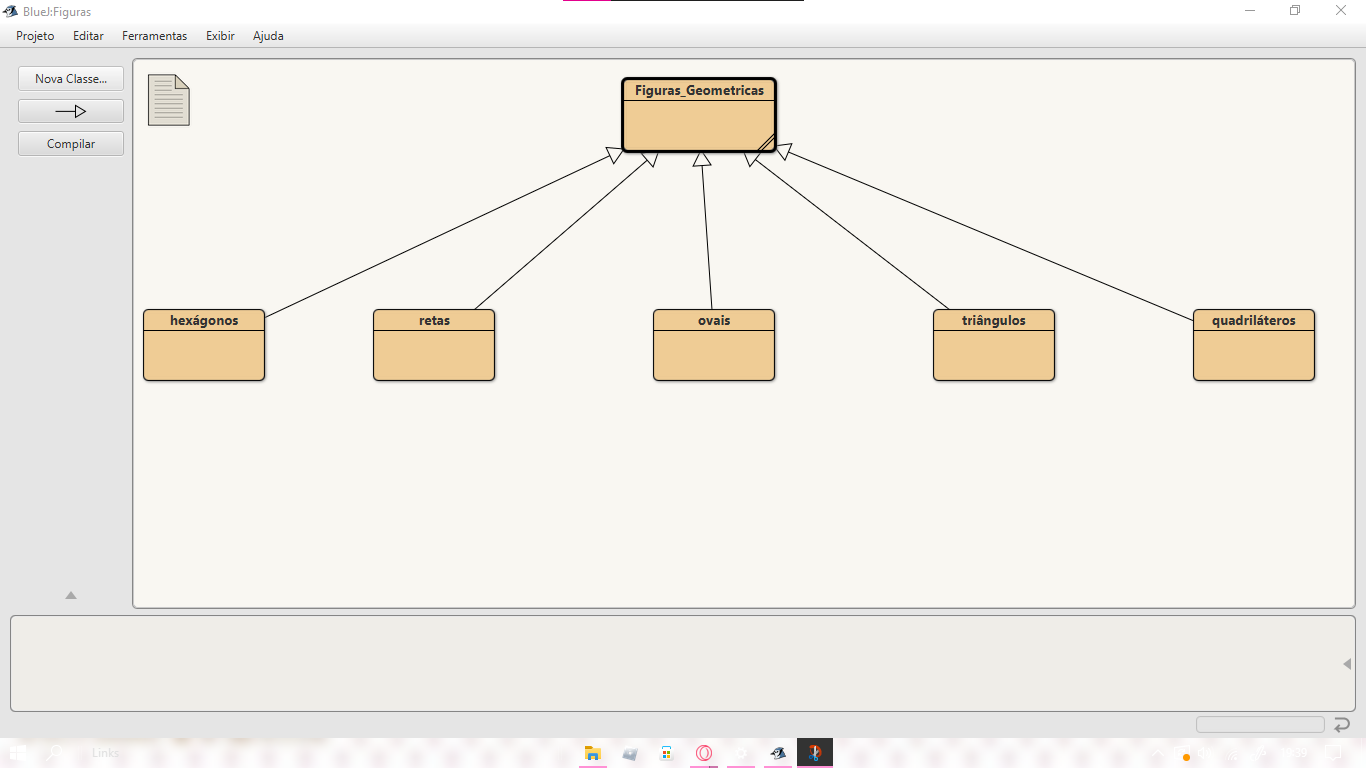 BlueJ:Figuras
Projeto Editar Ferramentas Exibir Ajuda
Nova Classe...
Compilar
Figuras_Geometricas
hexágonos
retas
ovais
triângulos
quadriláteros
Links